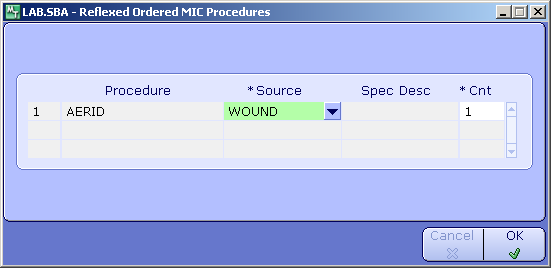 LAB.SBA - Reflexed Ordered MIC Procedures
Procedure *Source Spec Desc *Cnt
1 AERID WOUND 1
Cancel OK